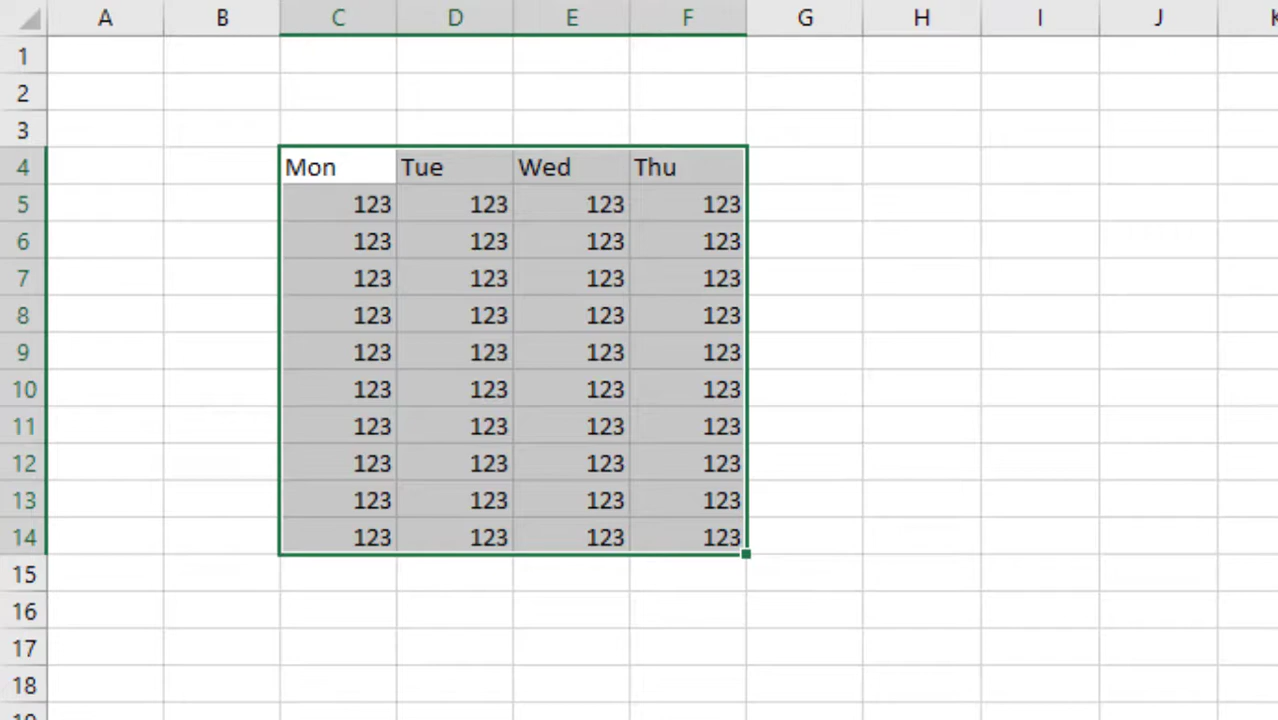 A B C D E F G H I J K
1
2
3
4 Mon Tue Wed Thu
5 123 123 123 123
6 123 123 123 123
7 123 123 123 123
8 123 123 123 123
9 123 123 123 123
10 123 123 123 123
11 123 123 123 123
12 123 123 123 123
13 123 123 123 123
14 123 123 123 123
15
16
17
18
19